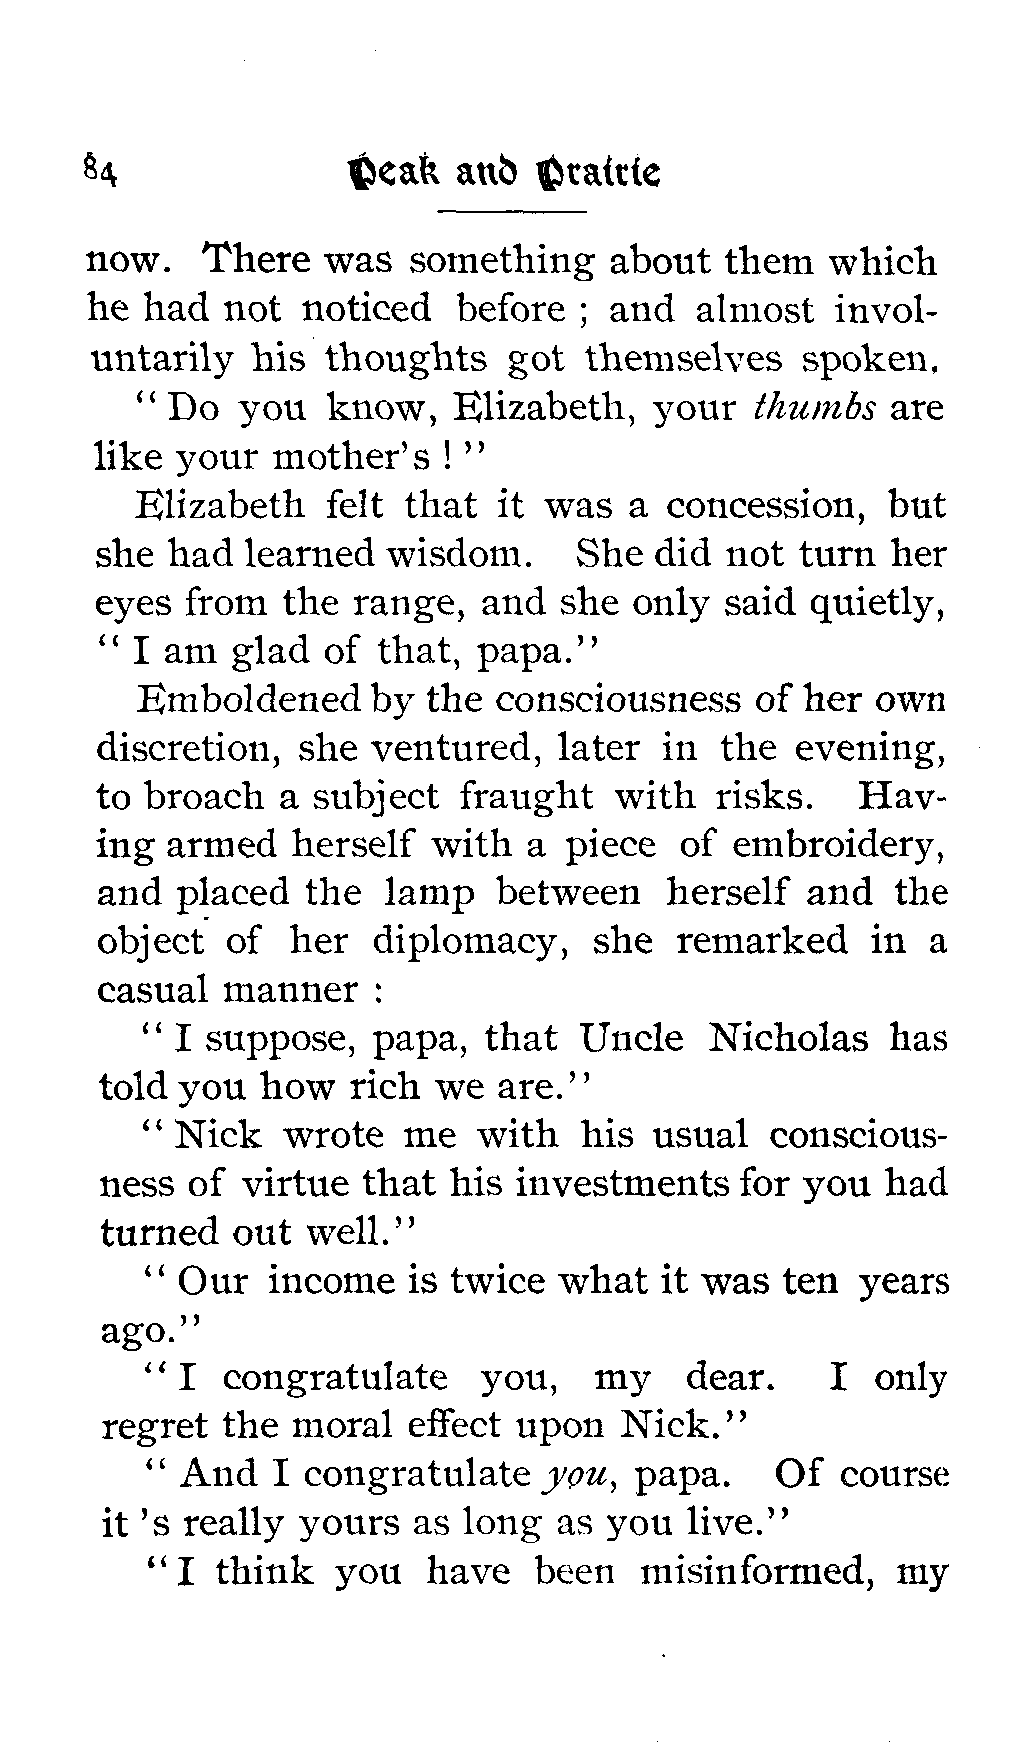 84 Peak and Prairie
now. There was something about them which
he had not noticed before ; and almost invol-
untarily his thoughts got themselves spoken.
" Do you know, Elizabeth, your thumbs are
like your mother's ! "
Elizabeth felt that it was a concession, but
she had learned wisdom. She did not turn her
eyes from the range, and she only said quietly,
" I am glad of that, papa."
Emboldened by the consciousness of her own
discretion, she ventured, later in the evening,
to broach a subject fraught with risks. Hav-
ing armed herself with a piece of embroidery,
and placed the lamp between herself and the
object of her diplomacy, she remarked in a
casual manner :
" I suppose, papa, that Uncle Nicholas has
told you how rich we are."
" Nick wrote me with his usual conscious-
ness of virtue that his investments for you had
turned out well."
" Our income is twice what it was ten years
ago."
" I congratulate you, my dear. I only
regret the moral effect upon Nick."
" And I congratulate you, papa. Of course
it 's really yours as long as you live."
" I think you have been misinformed, my